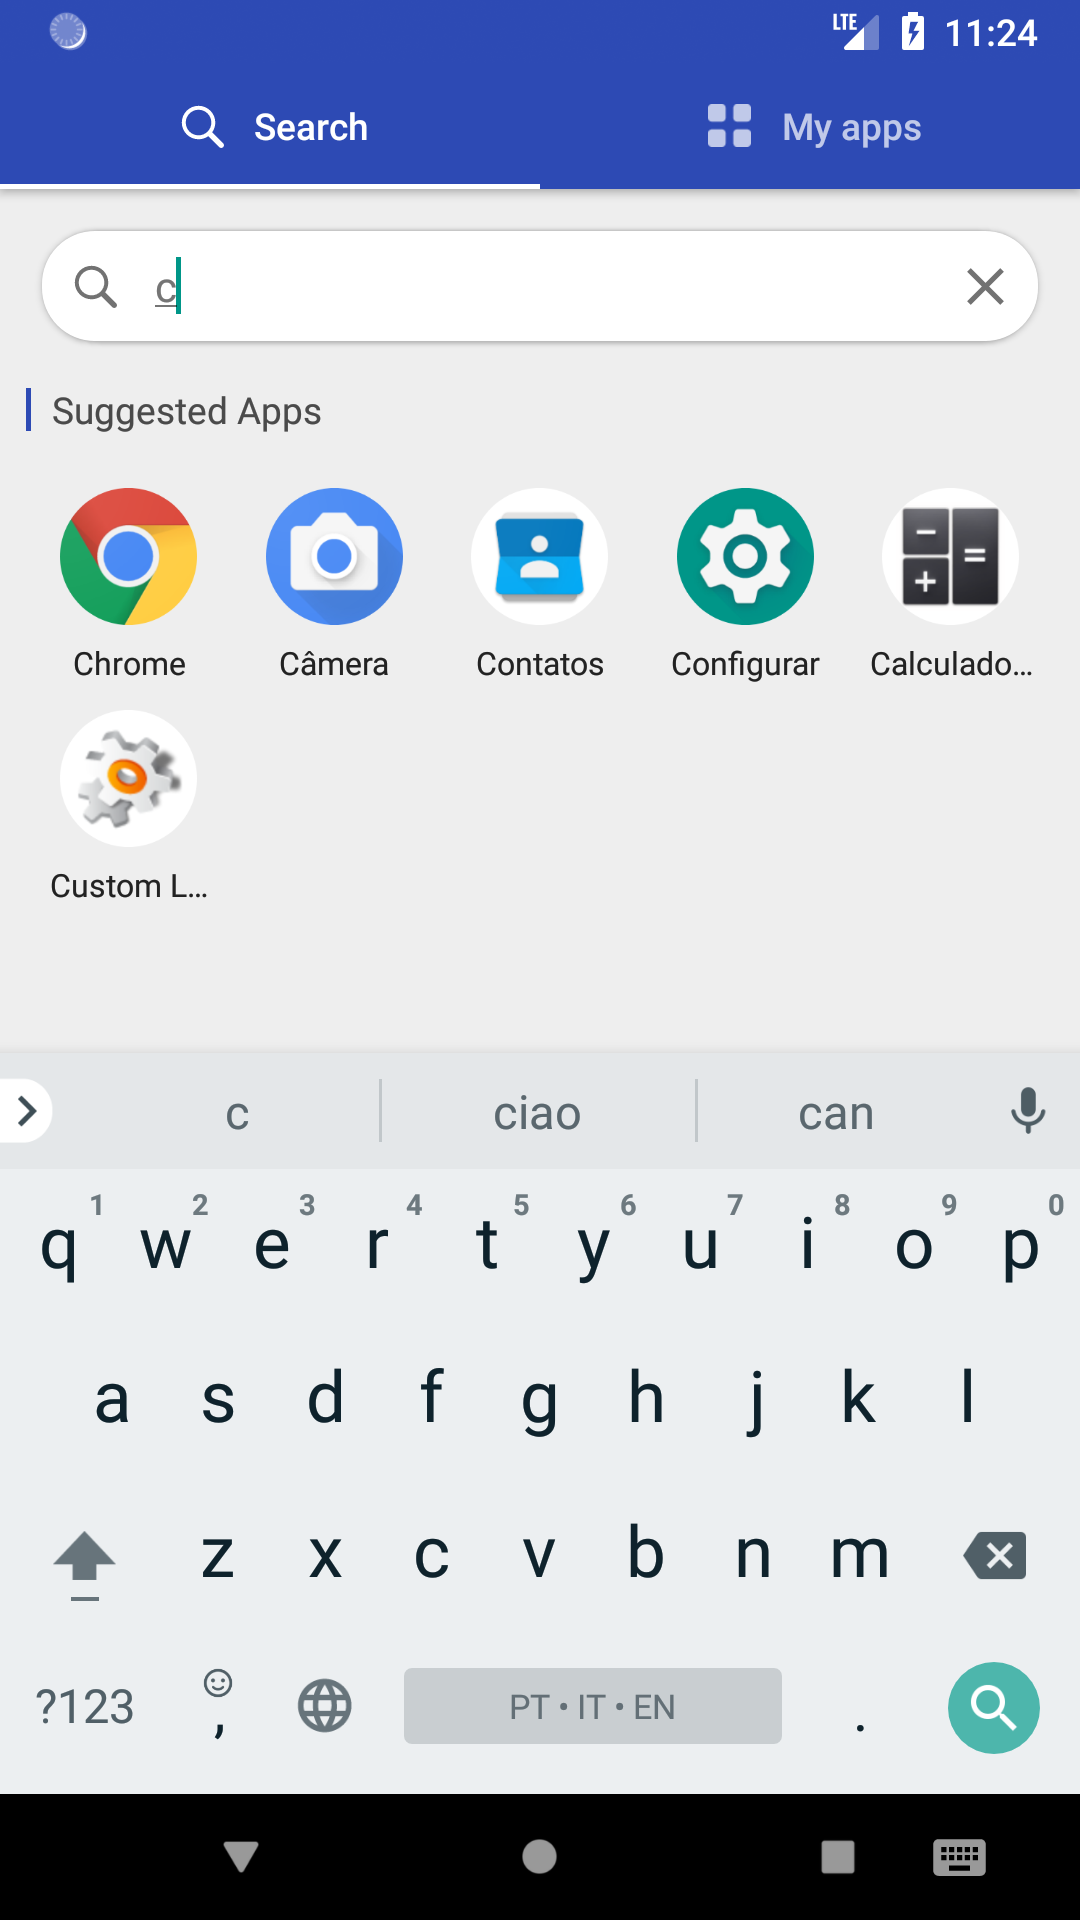 LTE 11:24
Search My apps
c
Suggested Apps
Chrome Câmera Contatos Configurar Calculado...
Custom L...
c ciao can
1 2 3 4 5 6 7 8 9 0
q w e r t y u i o p
a s d f g h j k l
z x c v b n m
?123 , PT • IT • EN .